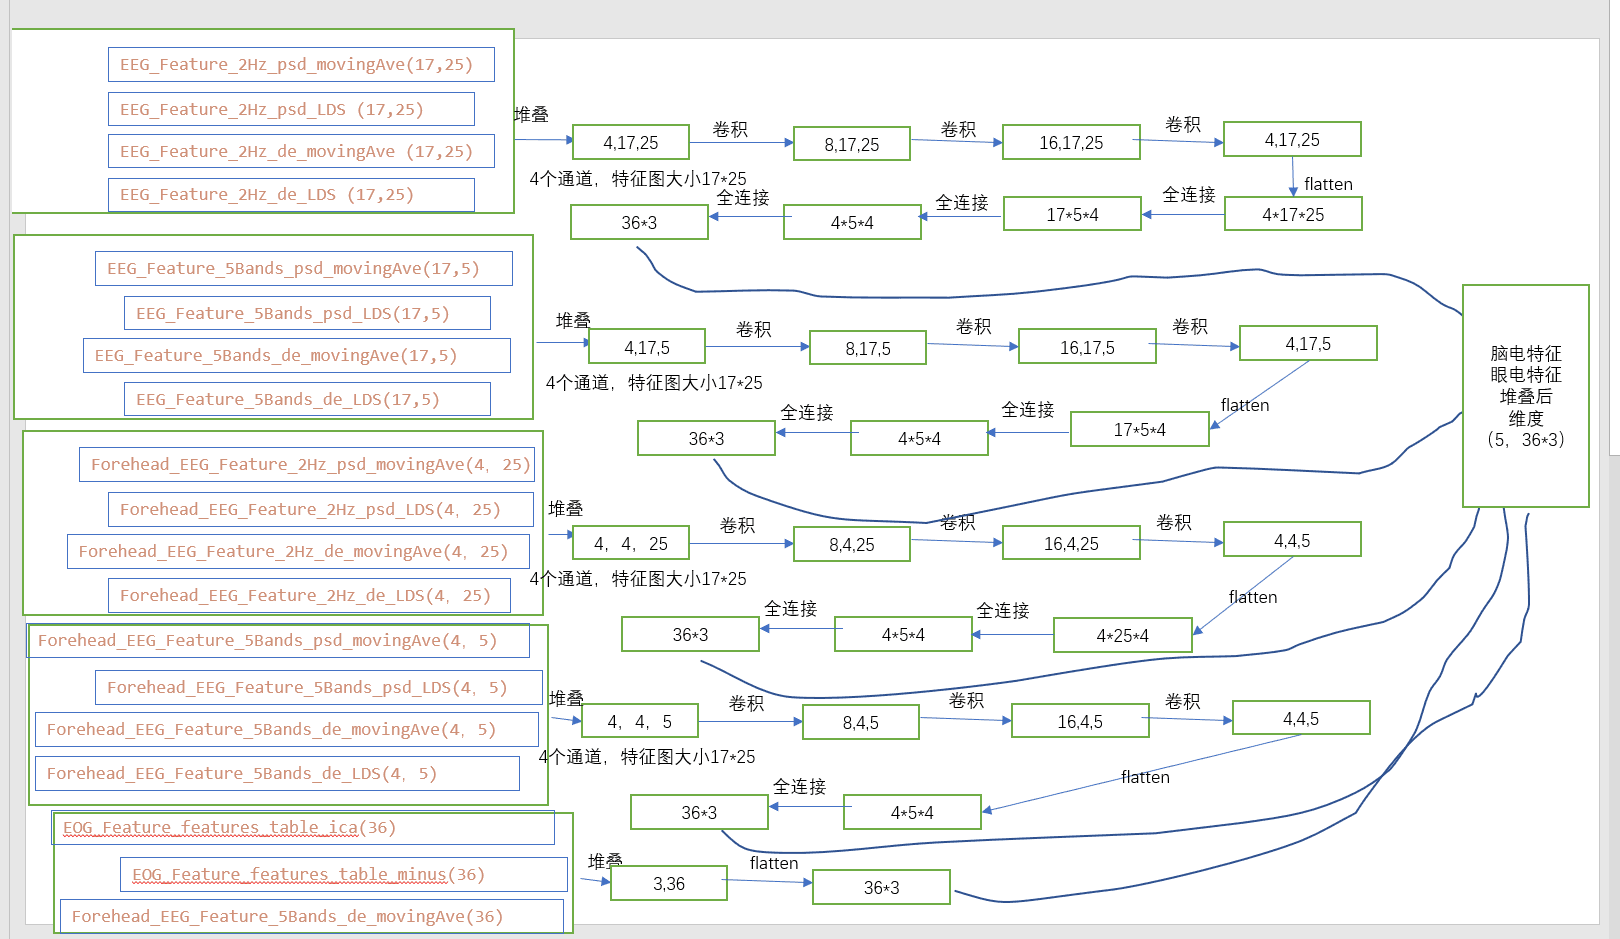 EEG_Feature_2Hz_psd_movingAve(17,25)
EEG_Feature_2Hz_psd_LDS (17,25)
EEG_Feature_2Hz_de_movingAve (17,25)
EEG_Feature_2Hz_de_LDS (17,25)
堆叠
4,17,25
卷积
8,17,25
卷积
16,17,25
卷积
4,17,25
4个通道，特征图大小17*25
flatten
4*17*25
全连接
17*5*4
全连接
4*5*4
全连接
36*3
EEG_Feature_5Bands_psd_movingAve(17,5)
EEG_Feature_5Bands_psd_LDS(17,5)
EEG_Feature_5Bands_de_movingAve(17,5)
EEG_Feature_5Bands_de_LDS(17,5)
堆叠
4,17,5
卷积
8,17,5
卷积
16,17,5
卷积
4,17,5
4个通道，特征图大小17*25
flatten
17*5*4
全连接
4*5*4
全连接
36*3
Forehead_EEG_Feature_2Hz_psd_movingAve(4，25)
Forehead_EEG_Feature_2Hz_psd_LDS(4，25)
Forehead_EEG_Feature_2Hz_de_movingAve(4，25)
Forehead_EEG_Feature_2Hz_de_LDS(4，25)
堆叠
4，4，25
卷积
8,4,25
卷积
16,4,25
卷积
4,4,5
4个通道，特征图大小17*25
flatten
4*25*4
全连接
4*5*4
全连接
36*3
Forehead_EEG_Feature_5Bands_psd_movingAve(4，5)
Forehead_EEG_Feature_5Bands_psd_LDS(4，5)
Forehead_EEG_Feature_5Bands_de_movingAve(4，5)
Forehead_EEG_Feature_5Bands_de_LDS(4，5)
堆叠
4，4，5
卷积
8,4,5
卷积
16,4,5
卷积
4,4,5
4个通道，特征图大小17*25
flatten
4*5*4
全连接
36*3
EOG_Feature_features_table_ica(36)
EOG_Feature_features_table_minus(36)
Forehead_EEG_Feature_5Bands_de_movingAve(36)
堆叠
3,36
flatten
36*3
脑电特征
眼电特征
堆叠后
维度
（5，36*3）